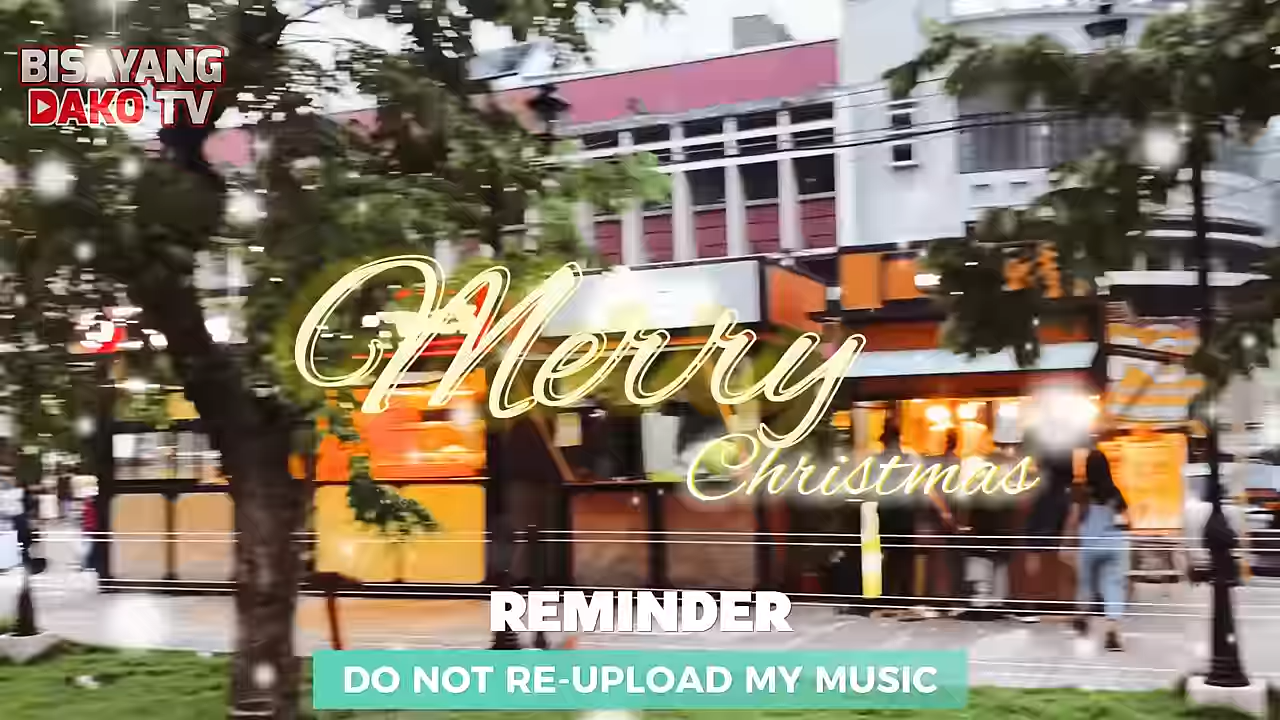 BISAYANG
DAKO TV
Merry
Christmas
REMINDER
DO NOT RE-UPLOAD MY MUSIC